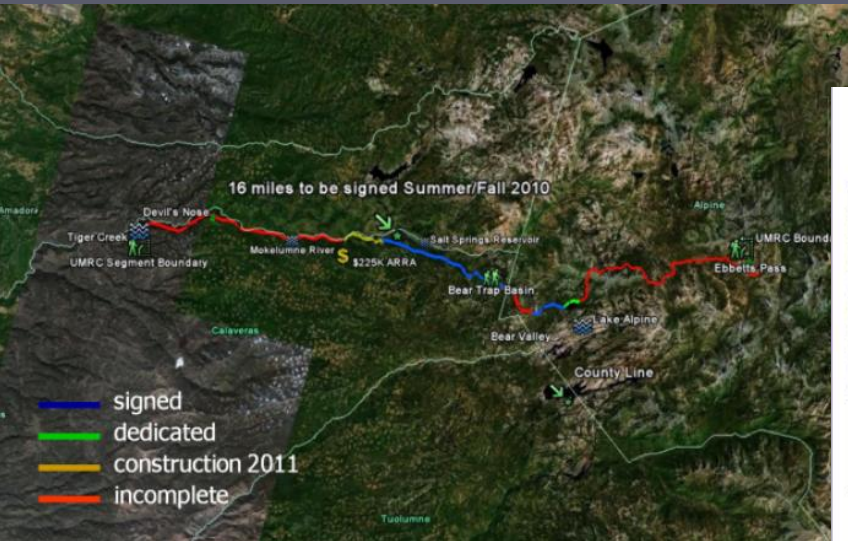 16 miles to be signed Summer/Fall 2010
Amador
Alpine
Devil's Nose
Tiger Creek
UMRC Segment Boundary
Mokelumne River
Salt Springs Reservoir
$
$225K ARRA
UMRC Bound
Ebbetts Pass
Bear Trap Basin
Lake Alpine
Bear Valley
Calaveras
County Line
signed
dedicated
construction 2011
incomplete
Tuolumne